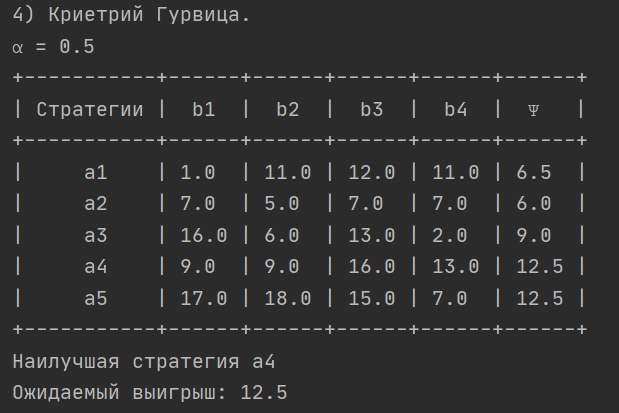 4) Криетрий Гурвица.
α = 0.5
+-----------+------+------+------+------+------+
| Стратегии |  b1  |  b2  |  b3  |  b4  |  Ψ   |
+-----------+------+------+------+------+------+
|     a1    | 1.0  | 11.0 | 12.0 | 11.0 | 6.5  |
|     a2    | 7.0  | 5.0  | 7.0  | 7.0  | 6.0  |
|     a3    | 16.0 | 6.0  | 13.0 | 2.0  | 9.0  |
|     a4    | 9.0  | 9.0  | 16.0 | 13.0 | 12.5 |
|     a5    | 17.0 | 18.0 | 15.0 | 7.0  | 12.5 |
+-----------+------+------+------+------+------+
Наилучшая стратегия a4
Ожидаемый выигрыш: 12.5